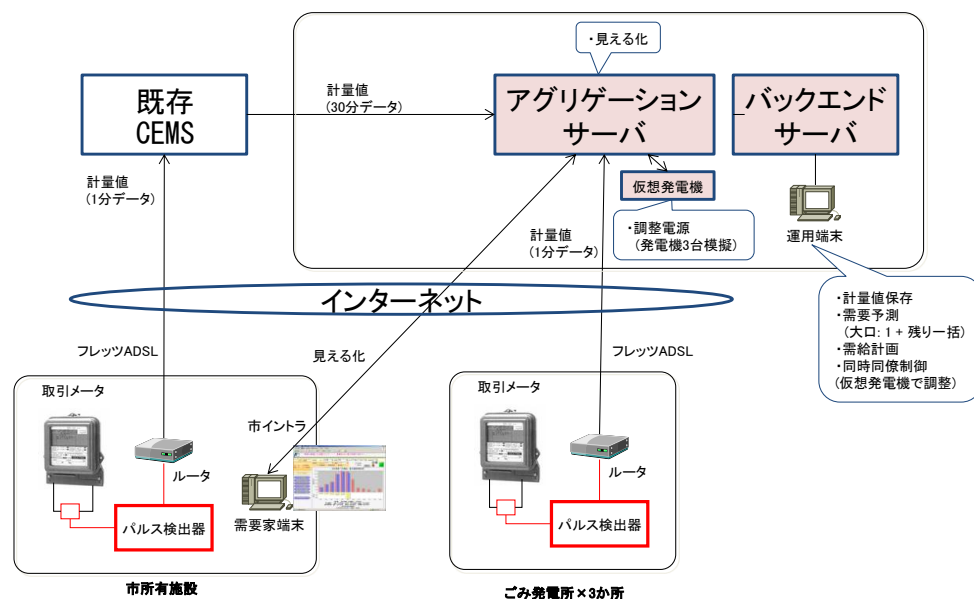 ・見える化
既存
CEMS
計量値
(30分データ)
アグリゲーション
サーバ
バックエンド
サーバ
計量値
(1分データ)
仮想発電機
・調整電源
(発電機3台模擬)
運用端末
計量値
(1分データ)
インターネット
・計量値保存
・需要予測
(大口：1 + 残り一括)
・需給計画
・同時同僚制御
(仮想発電機で調整)
フレッツADSL
見える化
フレッツADSL
取引メータ
市イントラ
ルータ
パルス検出器
需要家端末
市所有施設
取引メータ
ルータ
パルス検出器
ごみ発電所×3か所